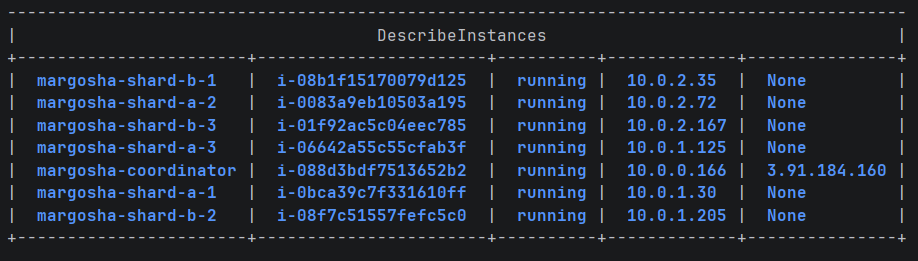 DescribeInstances
margosha-shard-b-1 | i-08b1f15170079d125 | running | 10.0.2.35 | None
margosha-shard-a-2 | i-0083a9eb10503a195 | running | 10.0.2.72 | None
margosha-shard-b-3 | i-01f92ac5c04eec785 | running | 10.0.2.167 | None
margosha-shard-a-3 | i-06642a55c55cfab3f | running | 10.0.1.125 | None
margosha-coordinator | i-088d3bdf7513652b2 | running | 10.0.0.166 | 3.91.184.160
margosha-shard-a-1 | i-0bca39c7f331610ff | running | 10.0.1.30 | None
margosha-shard-b-2 | i-08f7c51557fefc5c0 | running | 10.0.1.205 | None